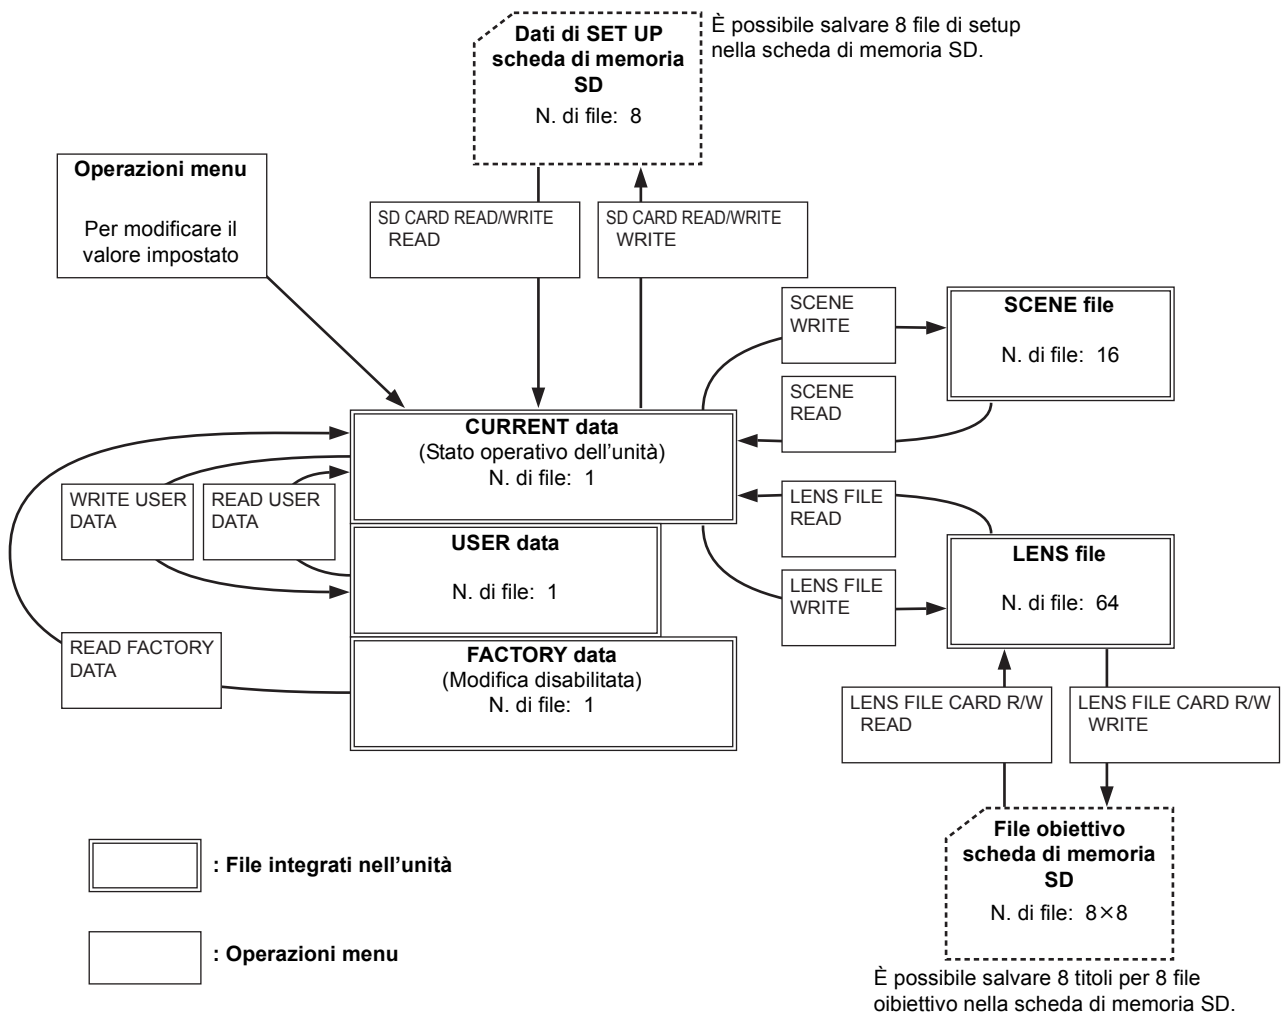 Dati di SET UP
scheda di memoria
SD
N. di file: 8
È possibile salvare 8 file di setup
nella scheda di memoria SD.
Operazioni menu
Per modificare il
valore impostato
SD CARD READ/WRITE
READ
SD CARD READ/WRITE
WRITE
SCENE
WRITE
SCENE file
N. di file: 16
SCENE
READ
CURRENT data
(Stato operativo dell'unità)
N. di file: 1
WRITE USER
DATA
READ USER
DATA
LENS FILE
READ
USER data
N. di file: 1
LENS file
N. di file: 64
LENS FILE
WRITE
READ FACTORY
DATA
FACTORY data
(Modifica disabilitata)
N. di file: 1
LENS FILE CARD R/W
READ
LENS FILE CARD R/W
WRITE
File obiettivo
scheda di memoria
SD
N. di file: 8×8
: File integrati nell'unità
: Operazioni menu
È possibile salvare 8 titoli per 8 file
oibiettivo nella scheda di memoria SD.